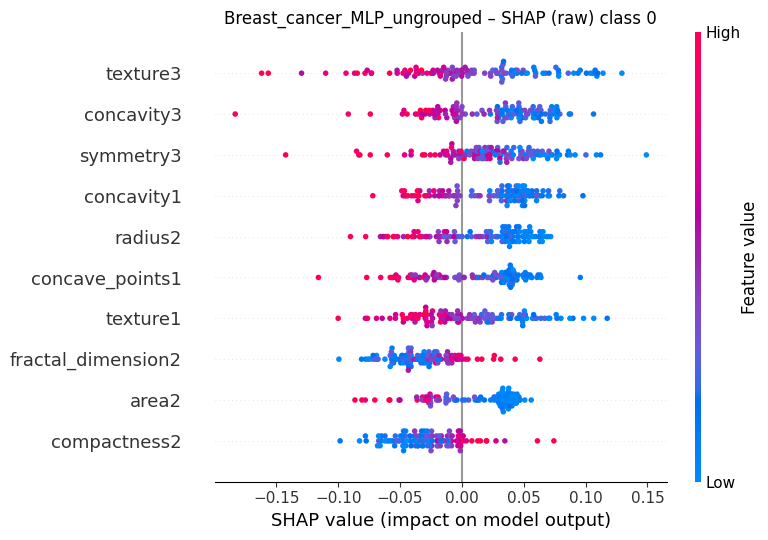 Breast_cancer_MLP_ungrouped – SHAP (raw) class 0
High
texture3
concavity3
symmetry3
concavity1
radius2
concave_points1
texture1
fractal_dimension2
area2
compactness2
Feature value
Low
−0.15 −0.10 −0.05 0.00 0.05 0.10 0.15
SHAP value (impact on model output)